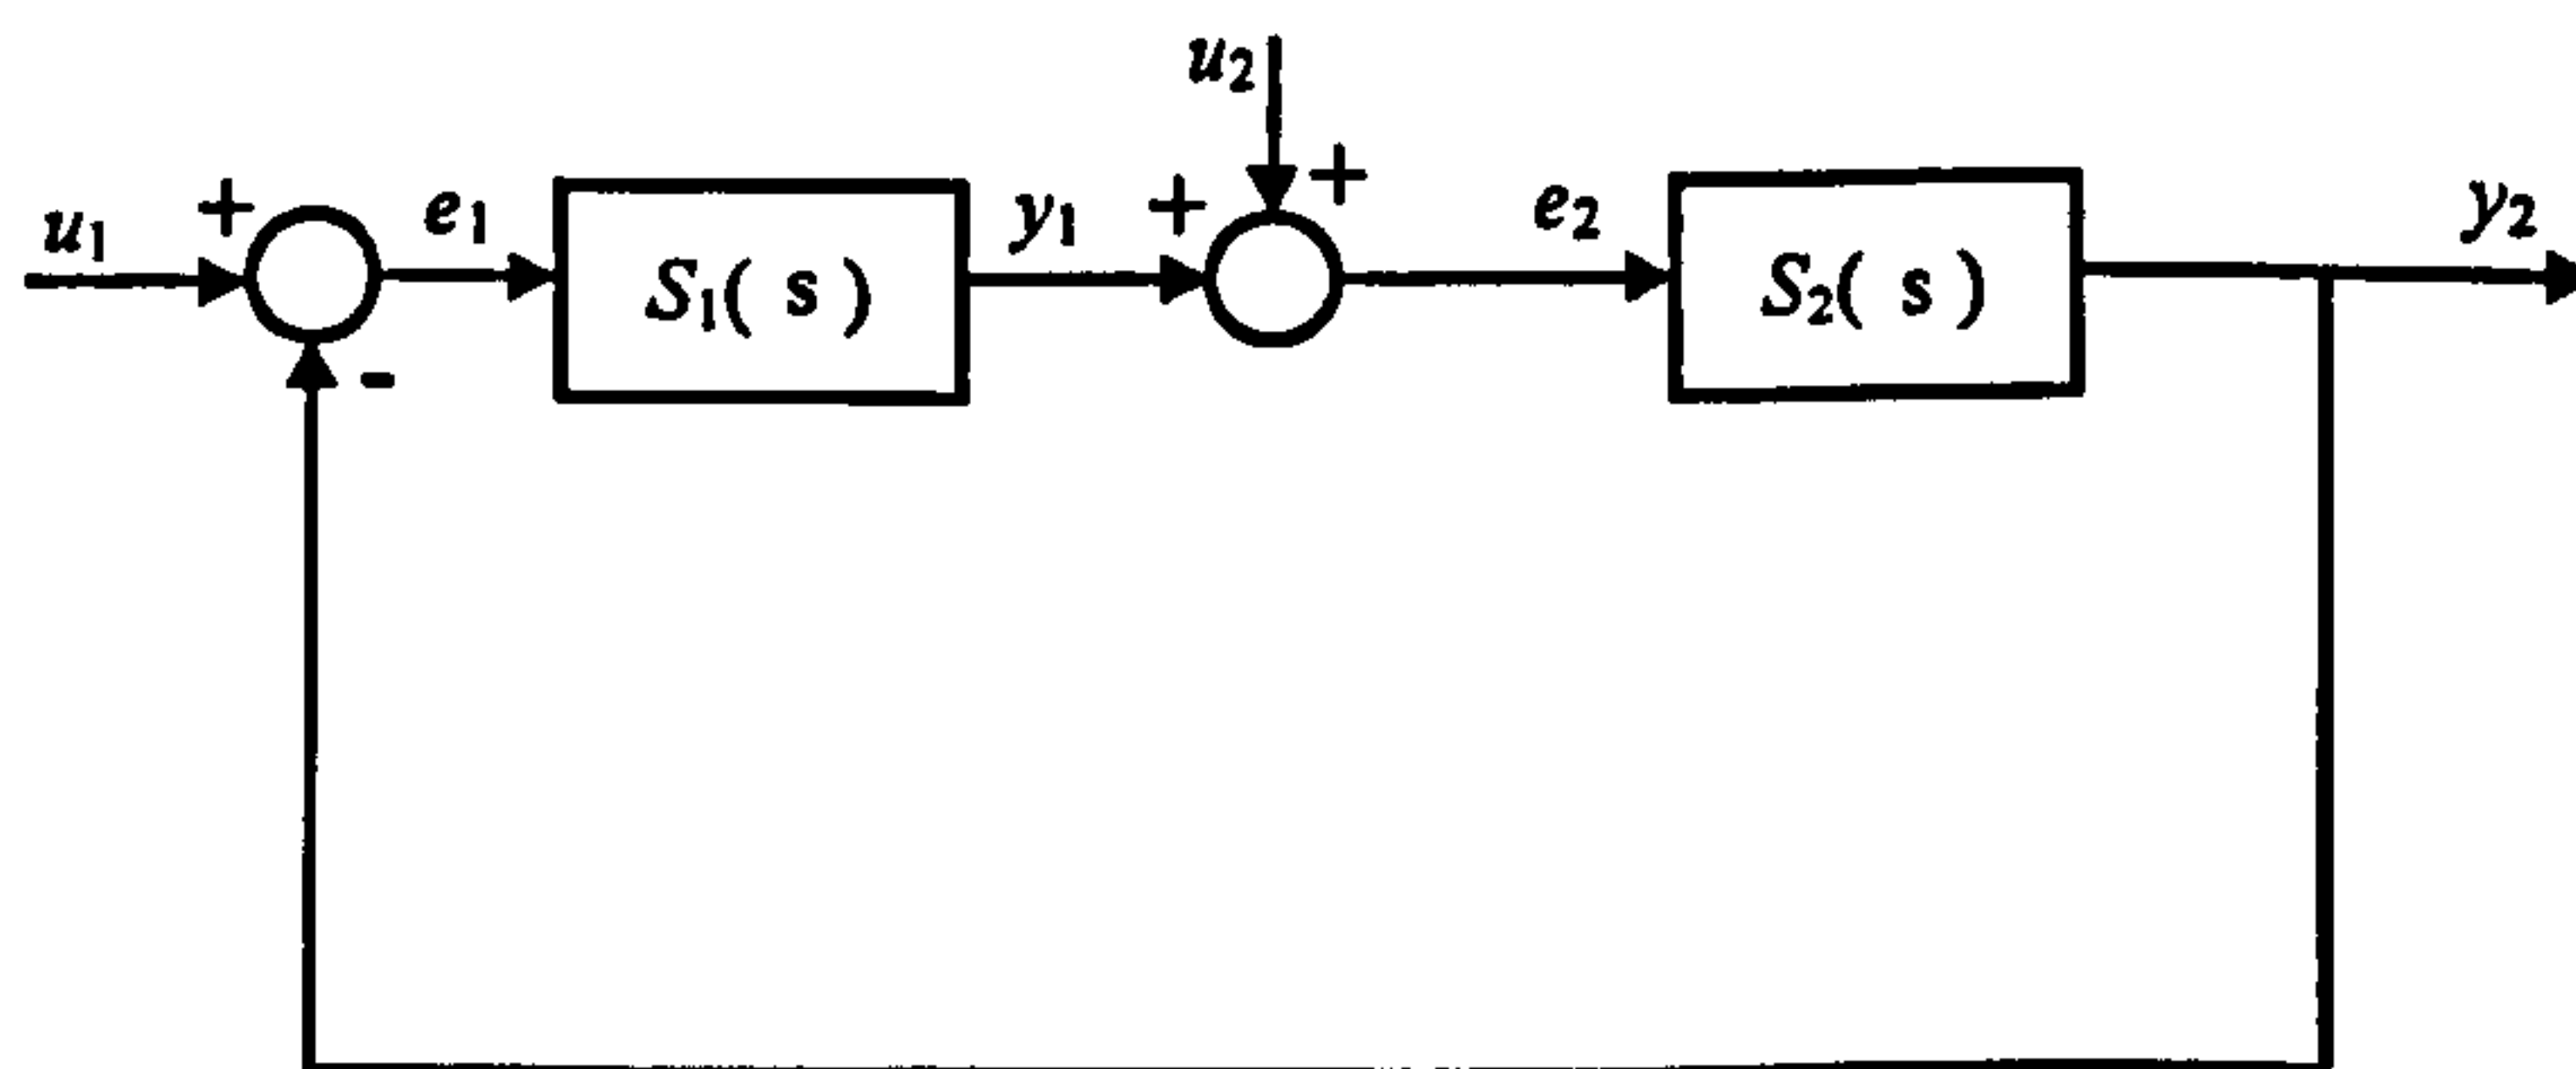 u₂
u₁ + e₁ S₁( s ) y₁ + + e₂ S₂( s ) y₂
-